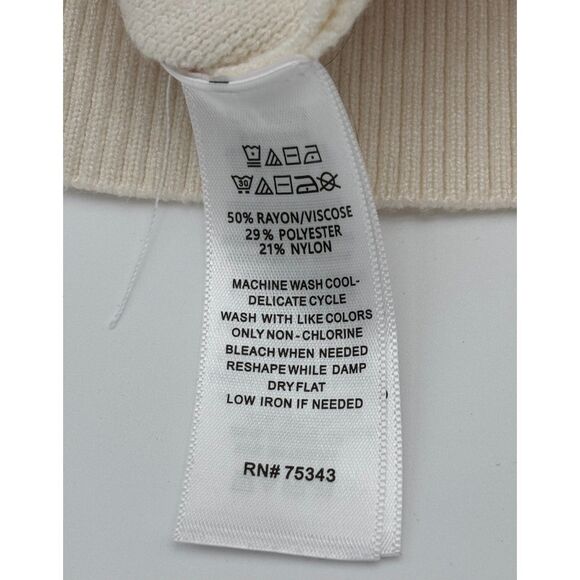 30
50% RAYON/VISCOSE
29% POLYESTER
21% NYLON
MACHINE WASH COOL-
DELICATE CYCLE
WASH WITH LIKE COLORS
ONLY NON-CHLORINE
BLEACH WHEN NEEDED
RESHAPE WHILE DAMP
DRY FLAT
LOW IRON IF NEEDED
RN# 75343